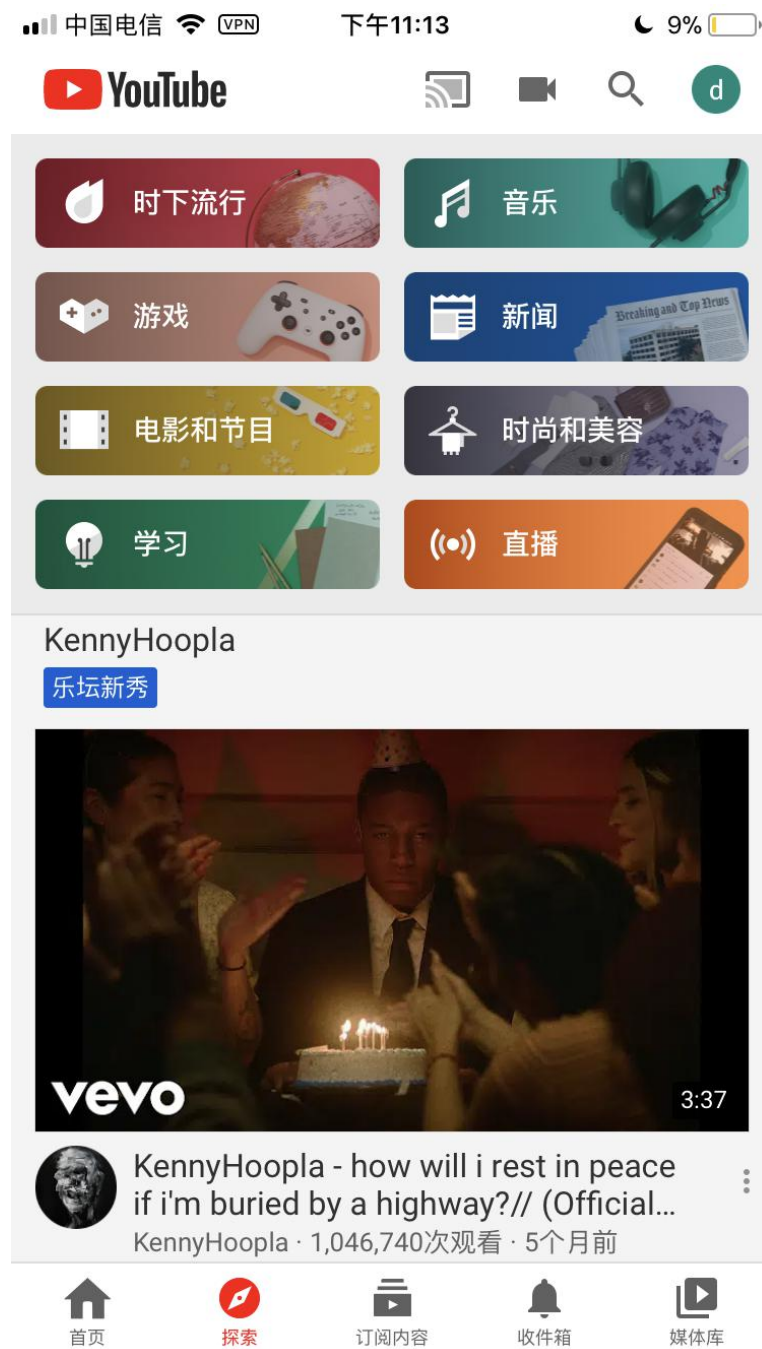 中国电信 VPN 下午11:13 9%
YouTube d
时下流行 音乐
游戏 新闻
Breaking and Top News
电影和节目 时尚和美容
学习 直播
KennyHoopla
乐坛新秀
vevo 3:37
KennyHoopla - how will i rest in peace
if i'm buried by a highway?// (Official...
KennyHoopla · 1,046,740次观看 · 5个月前
首页 探索 订阅内容 收件箱 媒体库